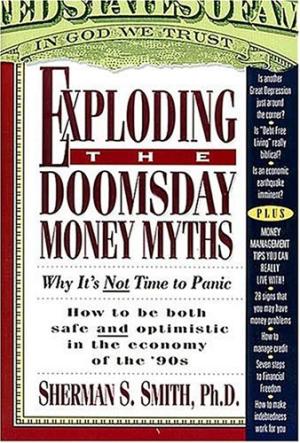 ED STATES OF AM
IN GOD WE TRUST
EXPLODING
THE
DOOMSDAY
MONEY MYTHS
Why It's Not Time to Panic
How to be both
safe and optimistic
in the economy
of the '90s
SHERMAN S. SMITH, Ph.D.
Is another
Great Depression
just around
the corner?
Is "Debt Free
Living" really
biblical?
Is an economic
earthquake
imminent?
PLUS
MONEY
MANAGEMENT
TIPS YOU CAN
REALLY
LIVE WITH!
28 signs that
you may have
money problems
How to
manage credit
Seven steps
to Financial
Freedom
How to make
indebtedness
work for you